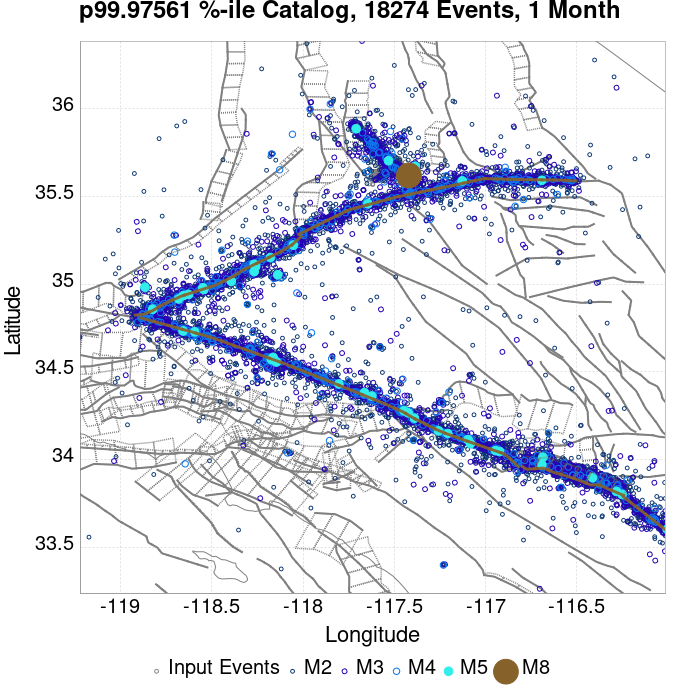 p99.97561 %-ile Catalog, 18274 Events, 1 Month
Latitude
36
35.5
35
34.5
34
33.5
-119 -118.5 -118 -117.5 -117 -116.5
Longitude
Input Events M2 M3 M4 M5 M8